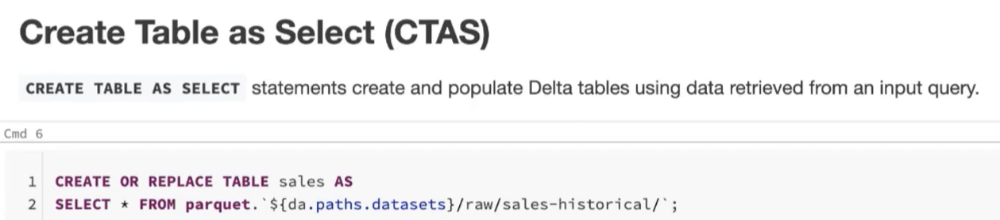 Create Table as Select (CTAS)
CREATE TABLE AS SELECT statements create and populate Delta tables using data retrieved from an input query.
Cmd 6
1 CREATE OR REPLACE TABLE sales AS
2 SELECT * FROM parquet.`${da.paths.datasets}/raw/sales-historical/`;